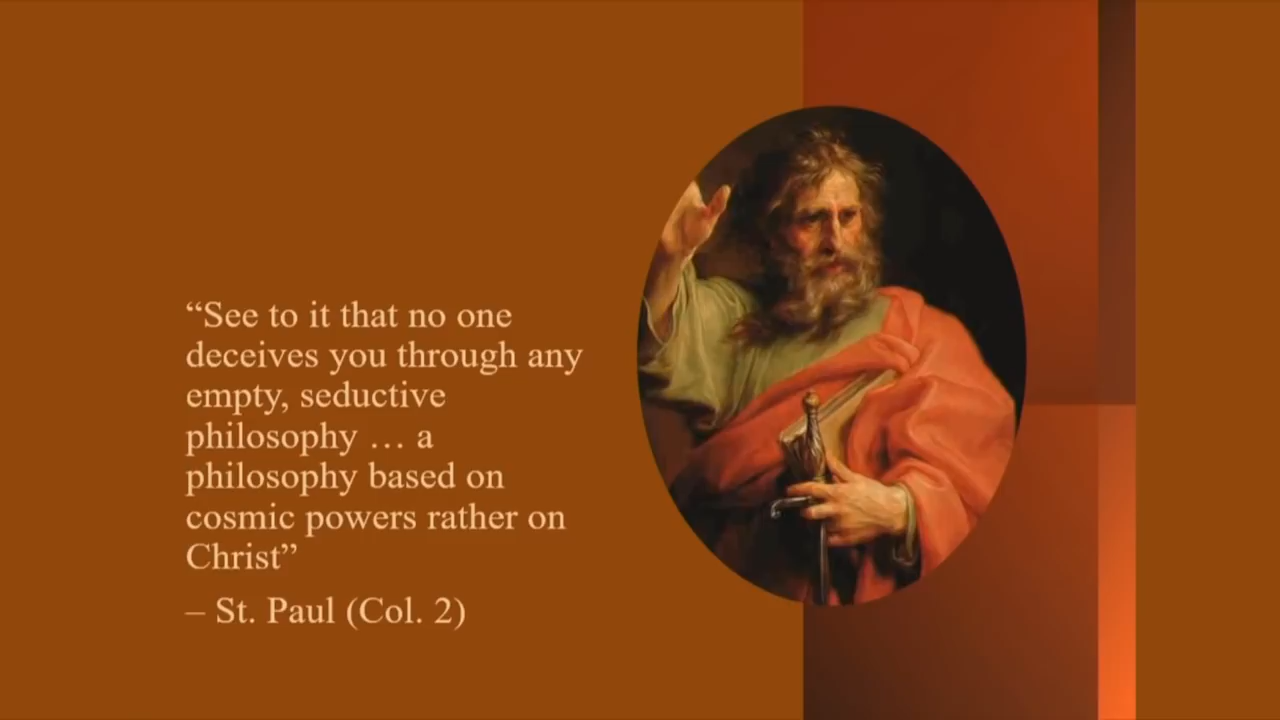 “See to it that no one
deceives you through any
empty, seductive
philosophy … a
philosophy based on
cosmic powers rather on
Christ”
– St. Paul (Col. 2)